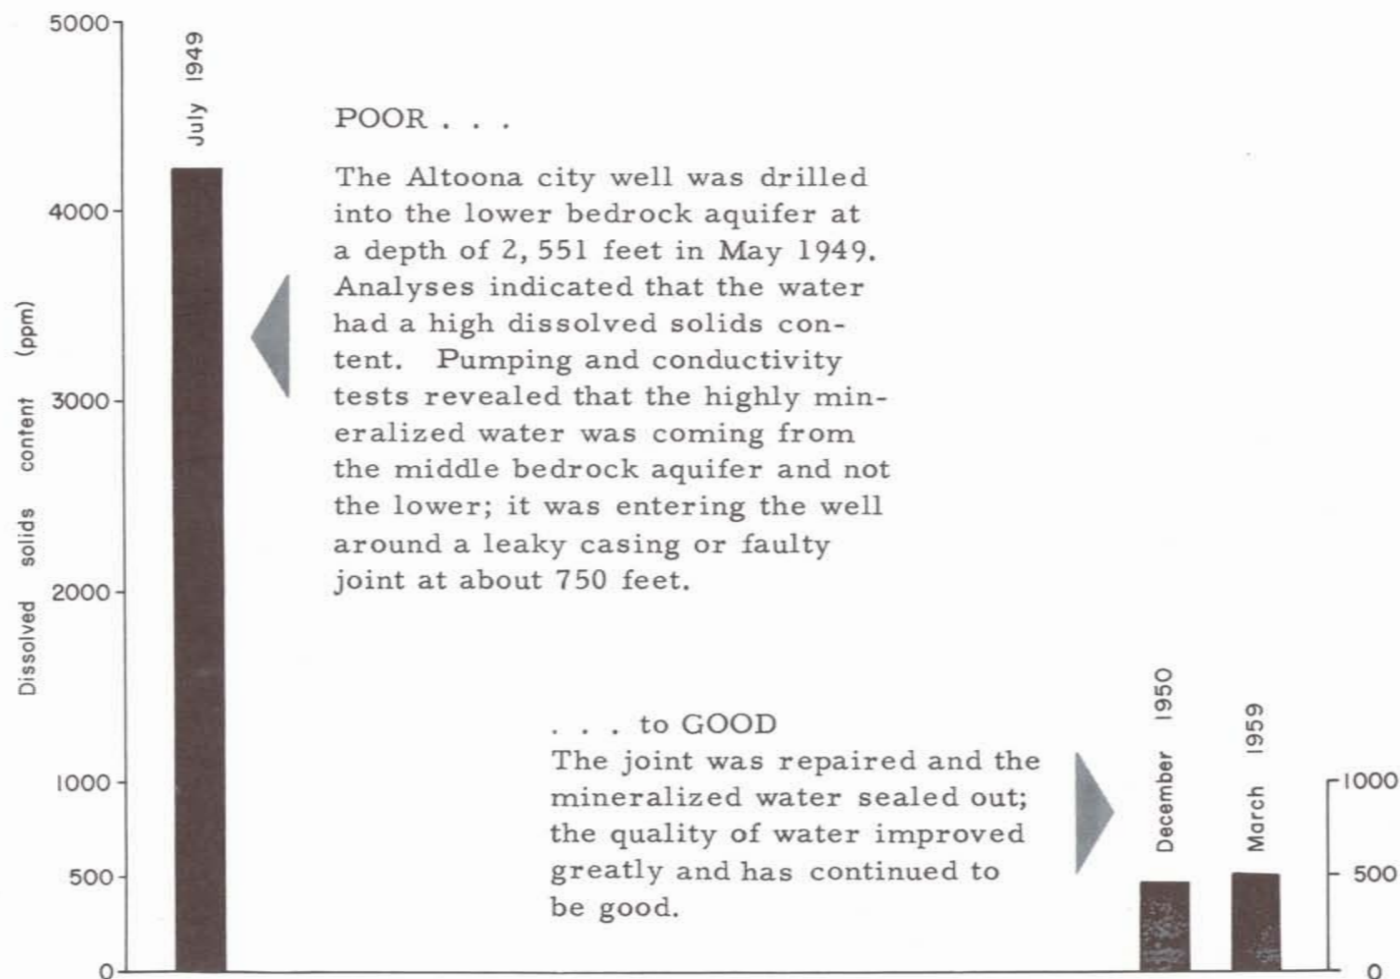 5000
4000
3000
2000
1000
500
0
Dissolved solids content (ppm)
July 1949
POOR . . .
The Altoona city well was drilled
into the lower bedrock aquifer at
a depth of 2, 551 feet in May 1949.
Analyses indicated that the water
had a high dissolved solids con-
tent. Pumping and conductivity
tests revealed that the highly min-
eralized water was coming from
the middle bedrock aquifer and not
the lower; it was entering the well
around a leaky casing or faulty
joint at about 750 feet.
. . . to GOOD
The joint was repaired and the
mineralized water sealed out;
the quality of water improved
greatly and has continued to
be good.
December 1950
March 1959
1000
500
0